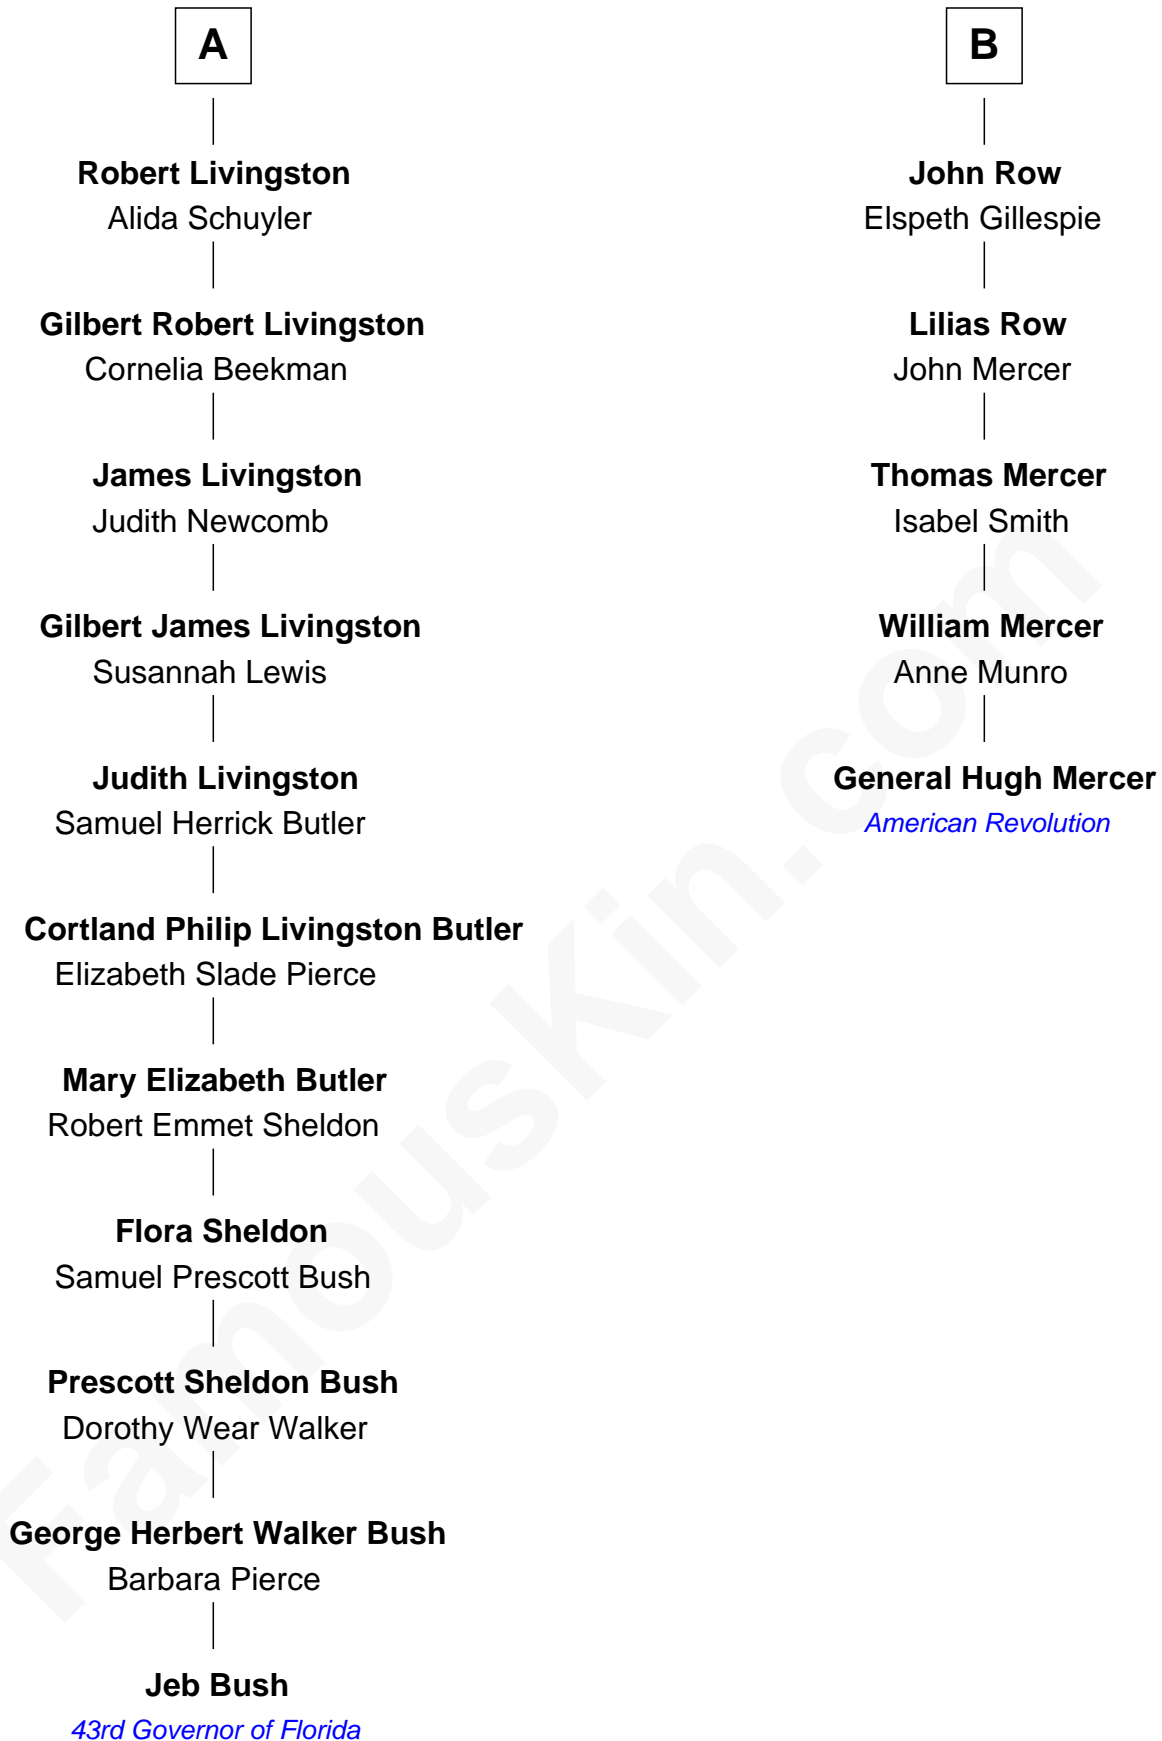 A
Robert Livingston
Alida Schuyler
Gilbert Robert Livingston
Cornelia Beekman
James Livingston
Judith Newcomb
Gilbert James Livingston
Susannah Lewis
Judith Livingston
Samuel Herrick Butler
Cortland Philip Livingston Butler
Elizabeth Slade Pierce
Mary Elizabeth Butler
Robert Emmet Sheldon
Flora Sheldon
Samuel Prescott Bush
Prescott Sheldon Bush
Dorothy Wear Walker
George Herbert Walker Bush
Barbara Pierce
Jeb Bush
43rd Governor of Florida
B
John Row
Elspeth Gillespie
Lilias Row
John Mercer
Thomas Mercer
Isabel Smith
William Mercer
Anne Munro
General Hugh Mercer
American Revolution
FamousKin.com